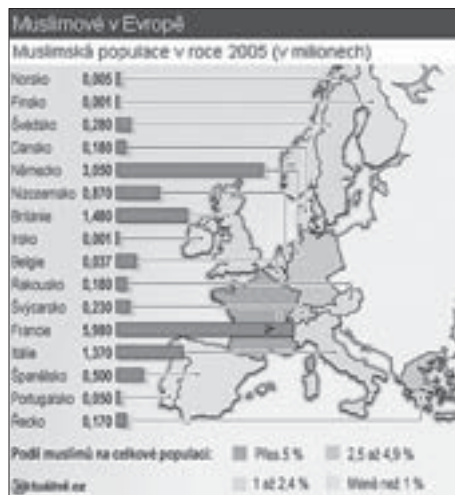 Muslimové v Evropě
Muslimská populace v roce 2005 (v milionech)
Norsko 0,005
Finsko 0,001
Švédsko 0,280
Dánsko 0,180
Německo 3,050
Nizozemsko 0,870
Británie 1,480
Irsko 0,001
Belgie 0,037
Rakousko 0,180
Švýcarsko 0,230
Francie 5,980
Itálie 1,370
Španělsko 0,500
Portugalsko 0,050
Řecko 0,170
Podíl muslimů na celkové populaci: Přes 5 % 2,5 až 4,9 %
1 až 2,4 % Méně než 1 %